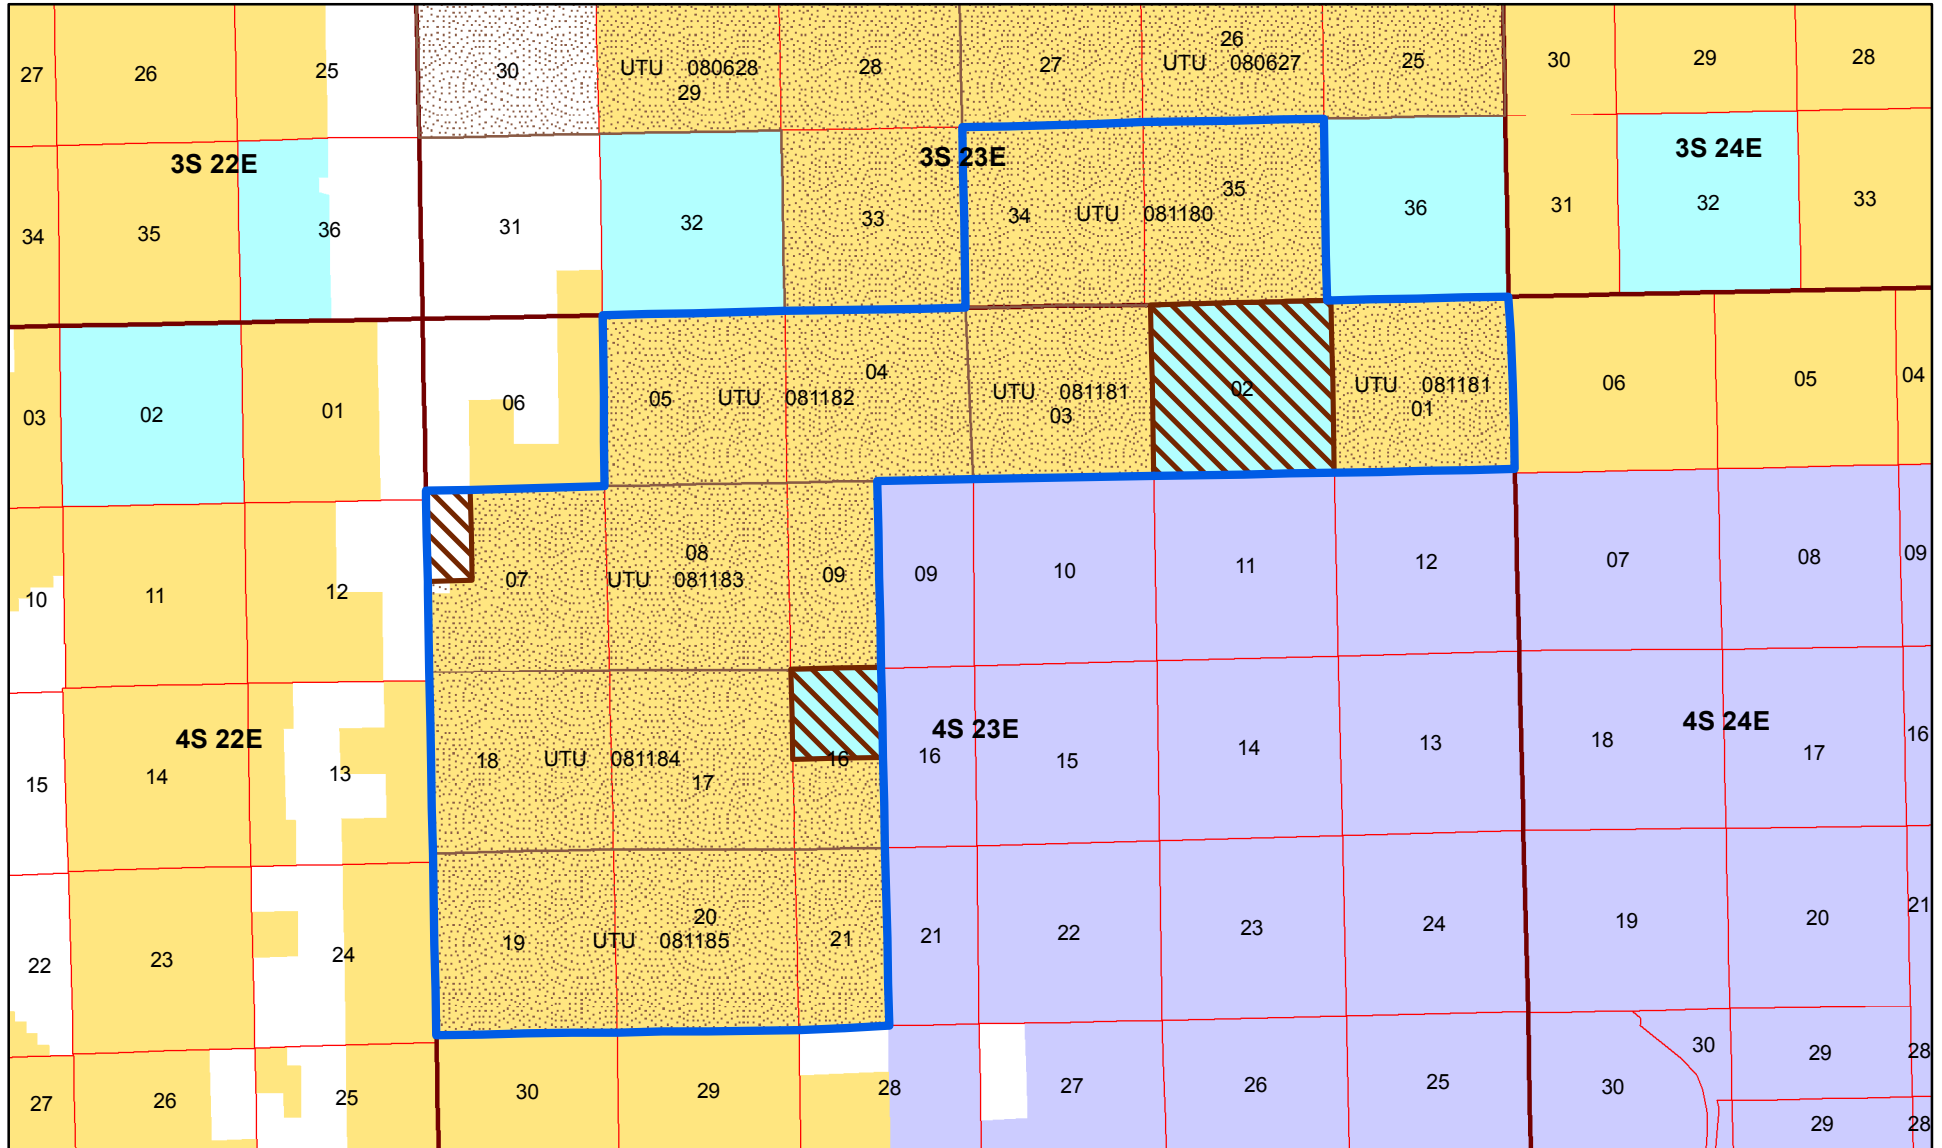 27 26 25 30 UTU 080628 28 27 26 25 30 29 28
29 UTU 080627
3S 22E 3S 23E 3S 24E
34 35 36 31 32 33 34 UTU 081180 35 36 31 32 33
03 02 01 06 05 UTU 081182 04 UTU 081181 02 UTU 081181 06 05 04
03 01
10 11 12 07 08 09 09 10 11 12 07 08 09
UTU 081183
4S 22E 4S 23E 4S 24E
15 14 13 18 UTU 081184 17 16 16 15 14 13 18 17 16
22 23 24 19 20 21 21 22 23 24 19 20 21
UTU 081185
27 26 25 30 29 28 27 26 25 30 30 29 28
29 28